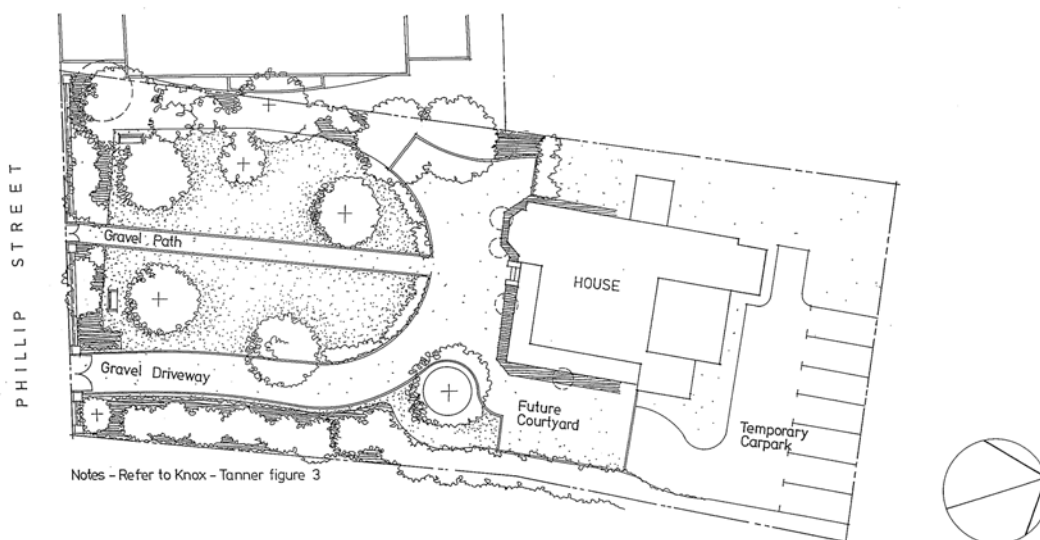 PHILLIP STREET
Gravel Path
HOUSE
Gravel Driveway
Future
Courtyard
Temporary
Carpark
Notes - Refer to Knox - Tanner figure 3